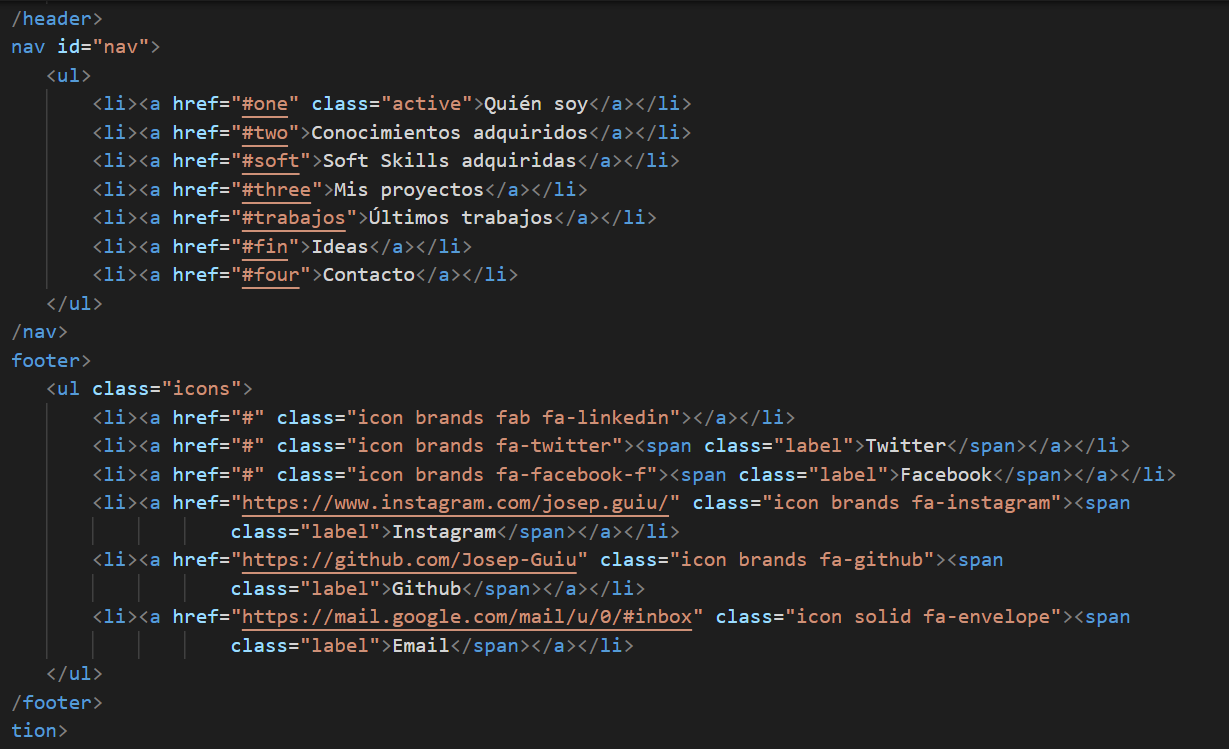 /header>
nav id="nav">
<ul>
<li><a href="#one" class="active">Quién soy</a></li>
<li><a href="#two">Conocimientos adquiridos</a></li>
<li><a href="#soft">Soft Skills adquiridas</a></li>
<li><a href="#three">Mis proyectos</a></li>
<li><a href="#trabajos">Últimos trabajos</a></li>
<li><a href="#fin">Ideas</a></li>
<li><a href="#four">Contacto</a></li>
</ul>
/nav>
footer>
<ul class="icons">
<li><a href="#" class="icon brands fab fa-linkedin"></a></li>
<li><a href="#" class="icon brands fa-twitter"><span class="label">Twitter</span></a></li>
<li><a href="#" class="icon brands fa-facebook-f"><span class="label">Facebook</span></a></li>
<li><a href="https://www.instagram.com/josep.guiu/" class="icon brands fa-instagram"><span
class="label">Instagram</span></a></li>
<li><a href="https://github.com/Josep-Guiu" class="icon brands fa-github"><span
class="label">Github</span></a></li>
<li><a href="https://mail.google.com/mail/u/0/#inbox" class="icon solid fa-envelope"><span
class="label">Email</span></a></li>
</ul>
/footer>
tion>